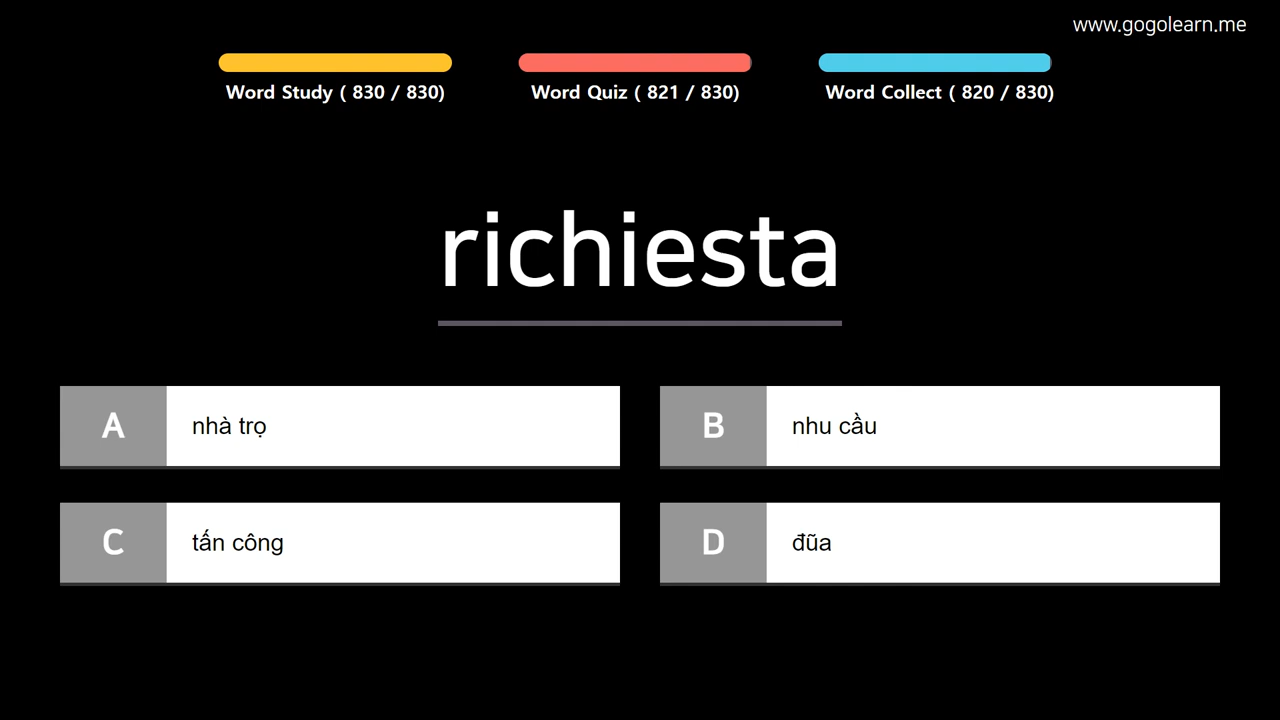 www.gogolearn.me
Word Study ( 830 / 830)
Word Quiz ( 821 / 830)
Word Collect ( 820 / 830)
richiesta
A
nhà trọ
B
nhu cầu
C
tấn công
D
đũa